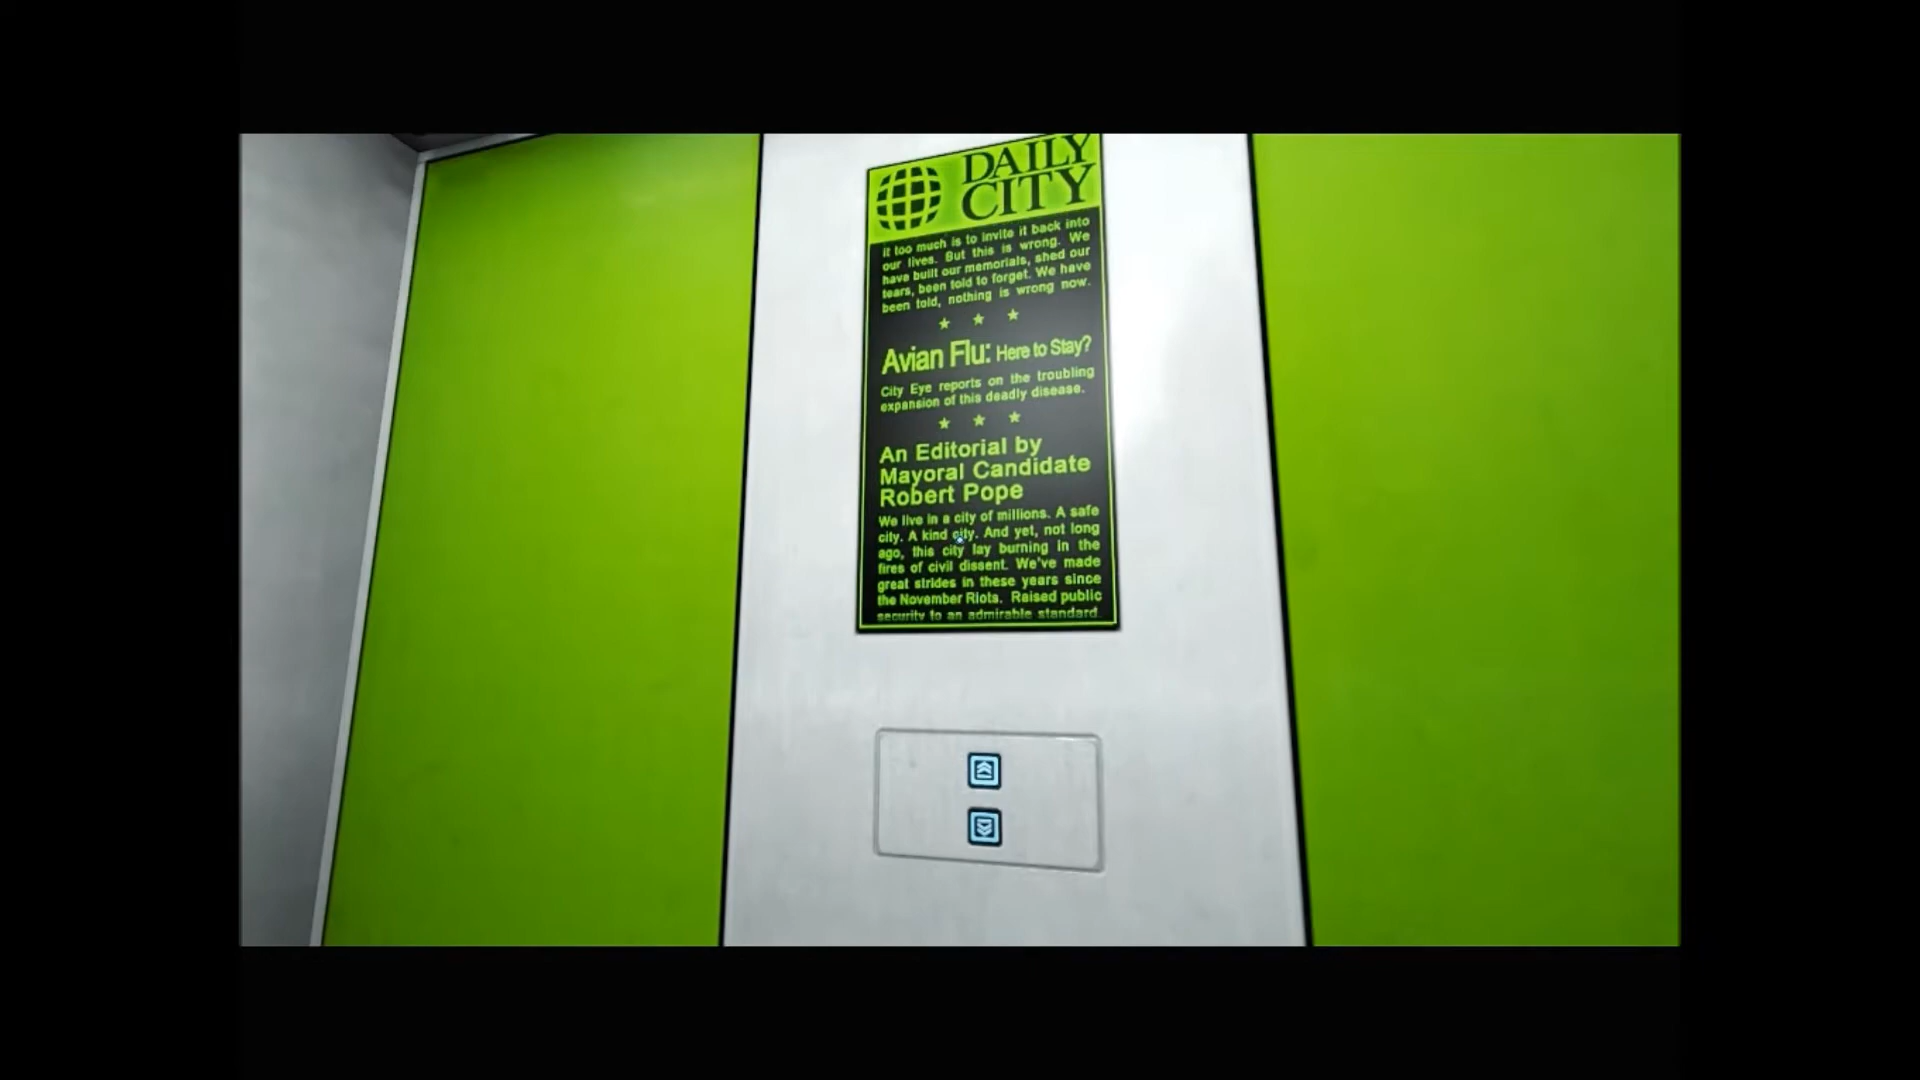 DAILY
CITY
it too much is to invite it back into
our lives. But this is wrong. We
have built our memorials, shed our
tears, been told to forget. We have
been told, nothing is wrong now.
Avian Flu: Here to Stay?
City Eye reports on the troubling
expansion of this deadly disease.
An Editorial by
Mayoral Candidate
Robert Pope
We live in a city of millions. A safe
city. A kind city. And yet, not long
ago, this city lay burning in the
fires of civil dissent. We've made
great strides in these years since
the November Riots. Raised public
security to an admirable standard